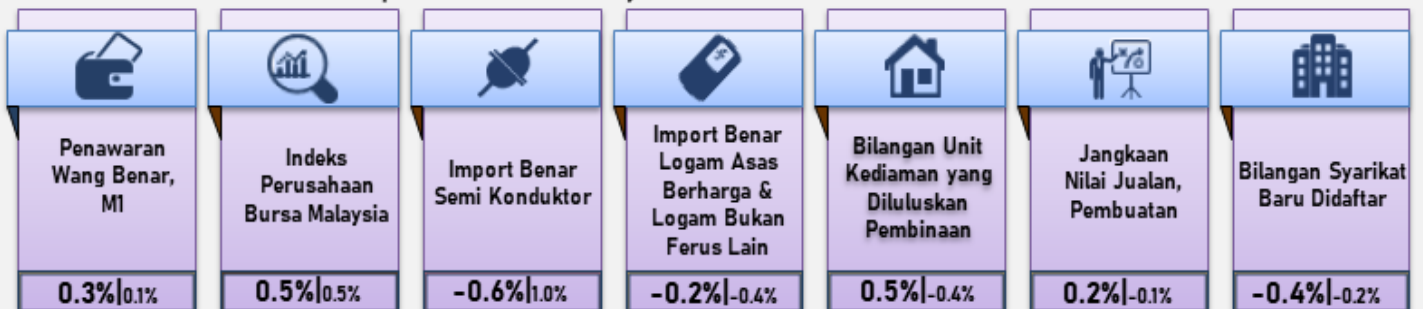 Penawaran
Wang Benar,
M1
0.3%|0.1%
Indeks
Perusahaan
Bursa Malaysia
0.5%|0.5%
Import Benar
Semi Konduktor
-0.6%|1.0%
Import Benar
Logam Asas
Berharga &
Logam Bukan
Ferus Lain
-0.2%|-0.4%
Bilangan Unit
Kediaman yang
Diluluskan
Pembinaan
0.5%|-0.4%
Jangkaan
Nilai Jualan,
Pembuatan
0.2%|-0.1%
Bilangan Syarikat
Baru Didaftar
-0.4%|-0.2%